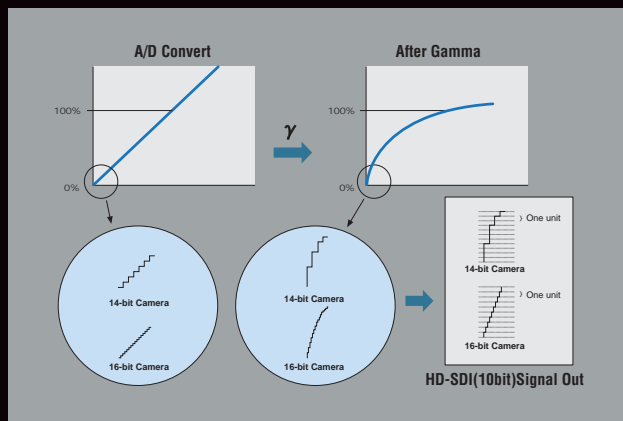 A/D Convert
After Gamma
100%
0%
γ
100%
0%
14-bit Camera
16-bit Camera
14-bit Camera
16-bit Camera
One unit
14-bit Camera
One unit
16-bit Camera
HD-SDI(10bit)Signal Out